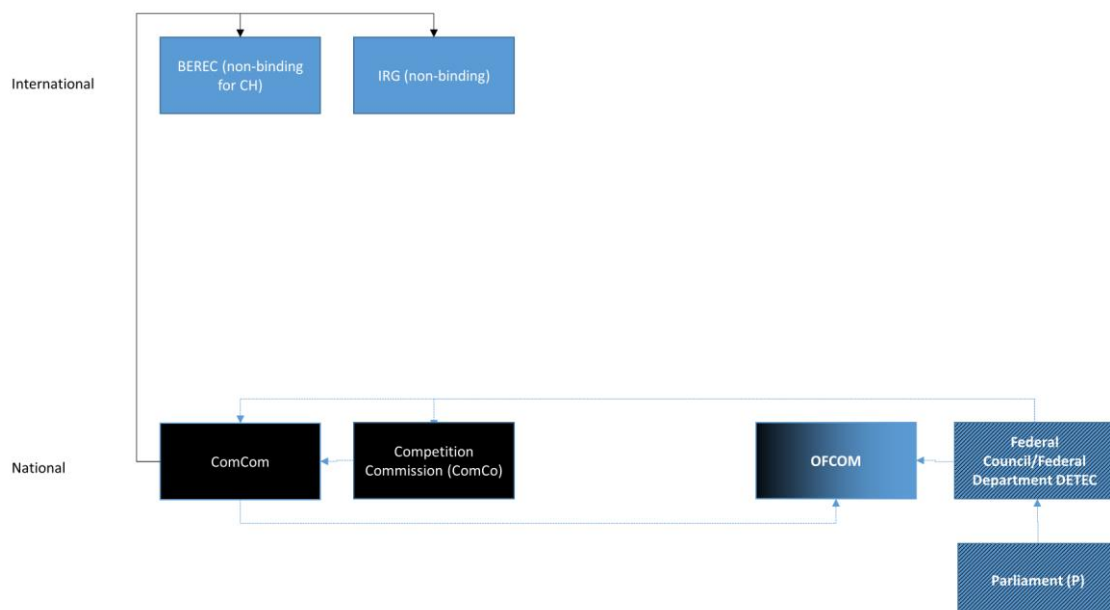 International
BEREC (non-binding
for CH)
IRG (non-binding)
National
ComCom
Competition
Commission (ComCo)
OFCOM
Federal
Council/Federal
Department DETEC
Parliament (P)